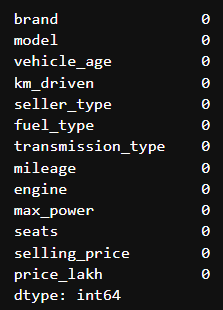 brand 0
model 0
vehicle_age 0
km_driven 0
seller_type 0
fuel_type 0
transmission_type 0
mileage 0
engine 0
max_power 0
seats 0
selling_price 0
price_lakh 0
dtype: int64